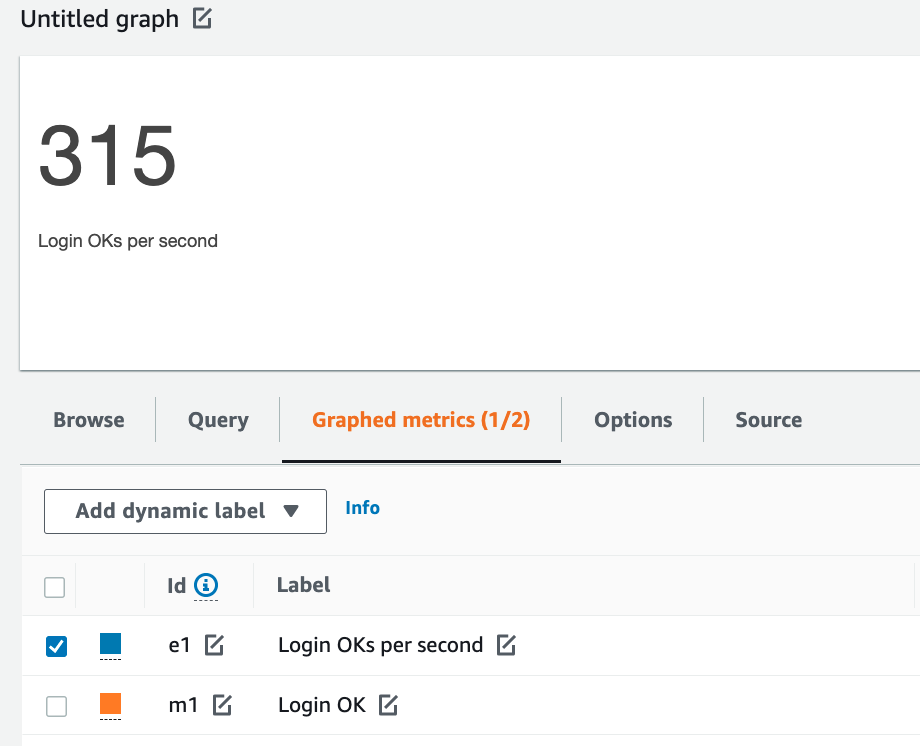 Untitled graph
315
Login OKs per second
Browse Query Graphed metrics (1/2) Options Source
Add dynamic label Info
Id Label
e1 Login OKs per second
m1 Login OK